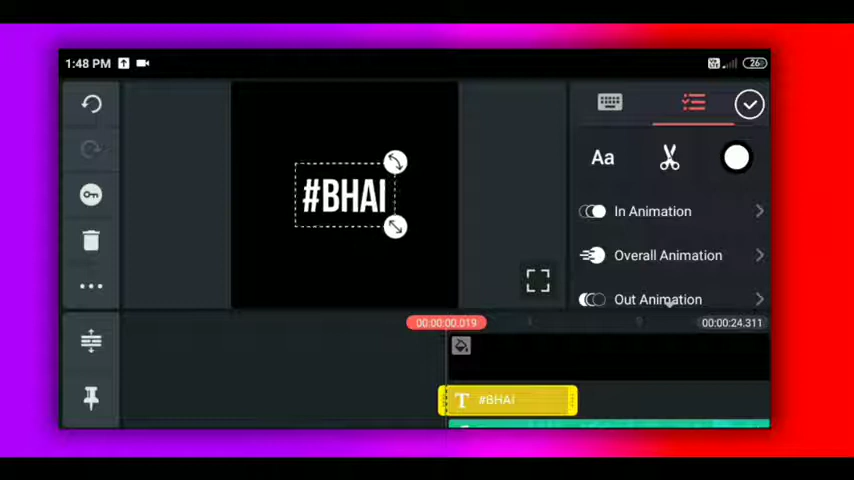 1:48 PM
26
#BHAI
Aa
In Animation
Overall Animation
Out Animation
00:00:00.019
00:00:24.311
T #BHAI